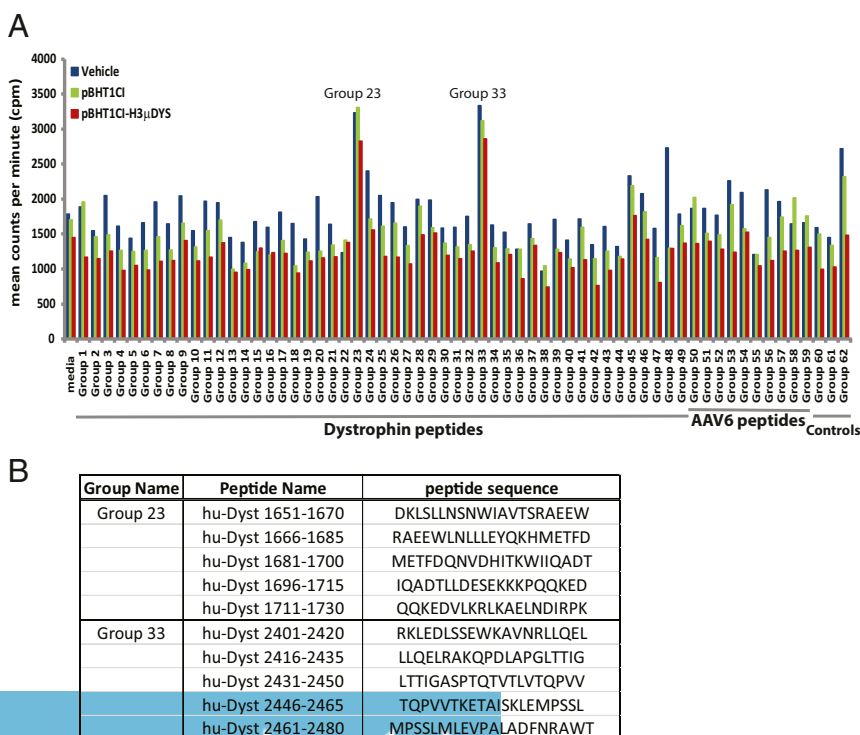 A
mean counts per minute (cpm)
4000
3500
3000
2500
2000
1500
1000
500
0
Vehicle
pBHT1CI
pBHT1CI-H3μDYS
Group 23
Group 33
media
Group 1
Group 2
Group 3
Group 4
Group 5
Group 6
Group 7
Group 8
Group 9
Group 10
Group 11
Group 12
Group 13
Group 14
Group 15
Group 16
Group 17
Group 18
Group 19
Group 20
Group 21
Group 22
Group 23
Group 24
Group 25
Group 26
Group 27
Group 28
Group 29
Group 30
Group 31
Group 32
Group 33
Group 34
Group 35
Group 36
Group 37
Group 38
Group 39
Group 40
Group 41
Group 42
Group 43
Group 44
Group 45
Group 46
Group 47
Group 48
Group 49
Group 50
Group 51
Group 52
Group 53
Group 54
Group 55
Group 56
Group 57
Group 58
Group 59
Group 60
Group 61
Group 62
Dystrophin peptides
AAV6 peptides
Controls
B
Group Name Peptide Name peptide sequence
Group 23 hu-Dyst 1651-1670 DKLSLLNSNWIAVTSRAEEW
hu-Dyst 1666-1685 RAEEWLNLLLEYQKHMETFD
hu-Dyst 1681-1700 METFDQNVDHITKWIIQADT
hu-Dyst 1696-1715 IQADTLLDESEKKKPQQKED
hu-Dyst 1711-1730 QQKEDVLKRLKAELNDIRPK
Group 33 hu-Dyst 2401-2420 RKLEDLSSEWKAVNRLLQEL
hu-Dyst 2416-2435 LLQELRAKQPDLAPGLTTIG
hu-Dyst 2431-2450 LTTIGASPTQTVTLVTQPVV
hu-Dyst 2446-2465 TQPVVTKETAISKLEMPSSL
hu-Dyst 2461-2480 MPSSLMLEVPALADFNRAWT